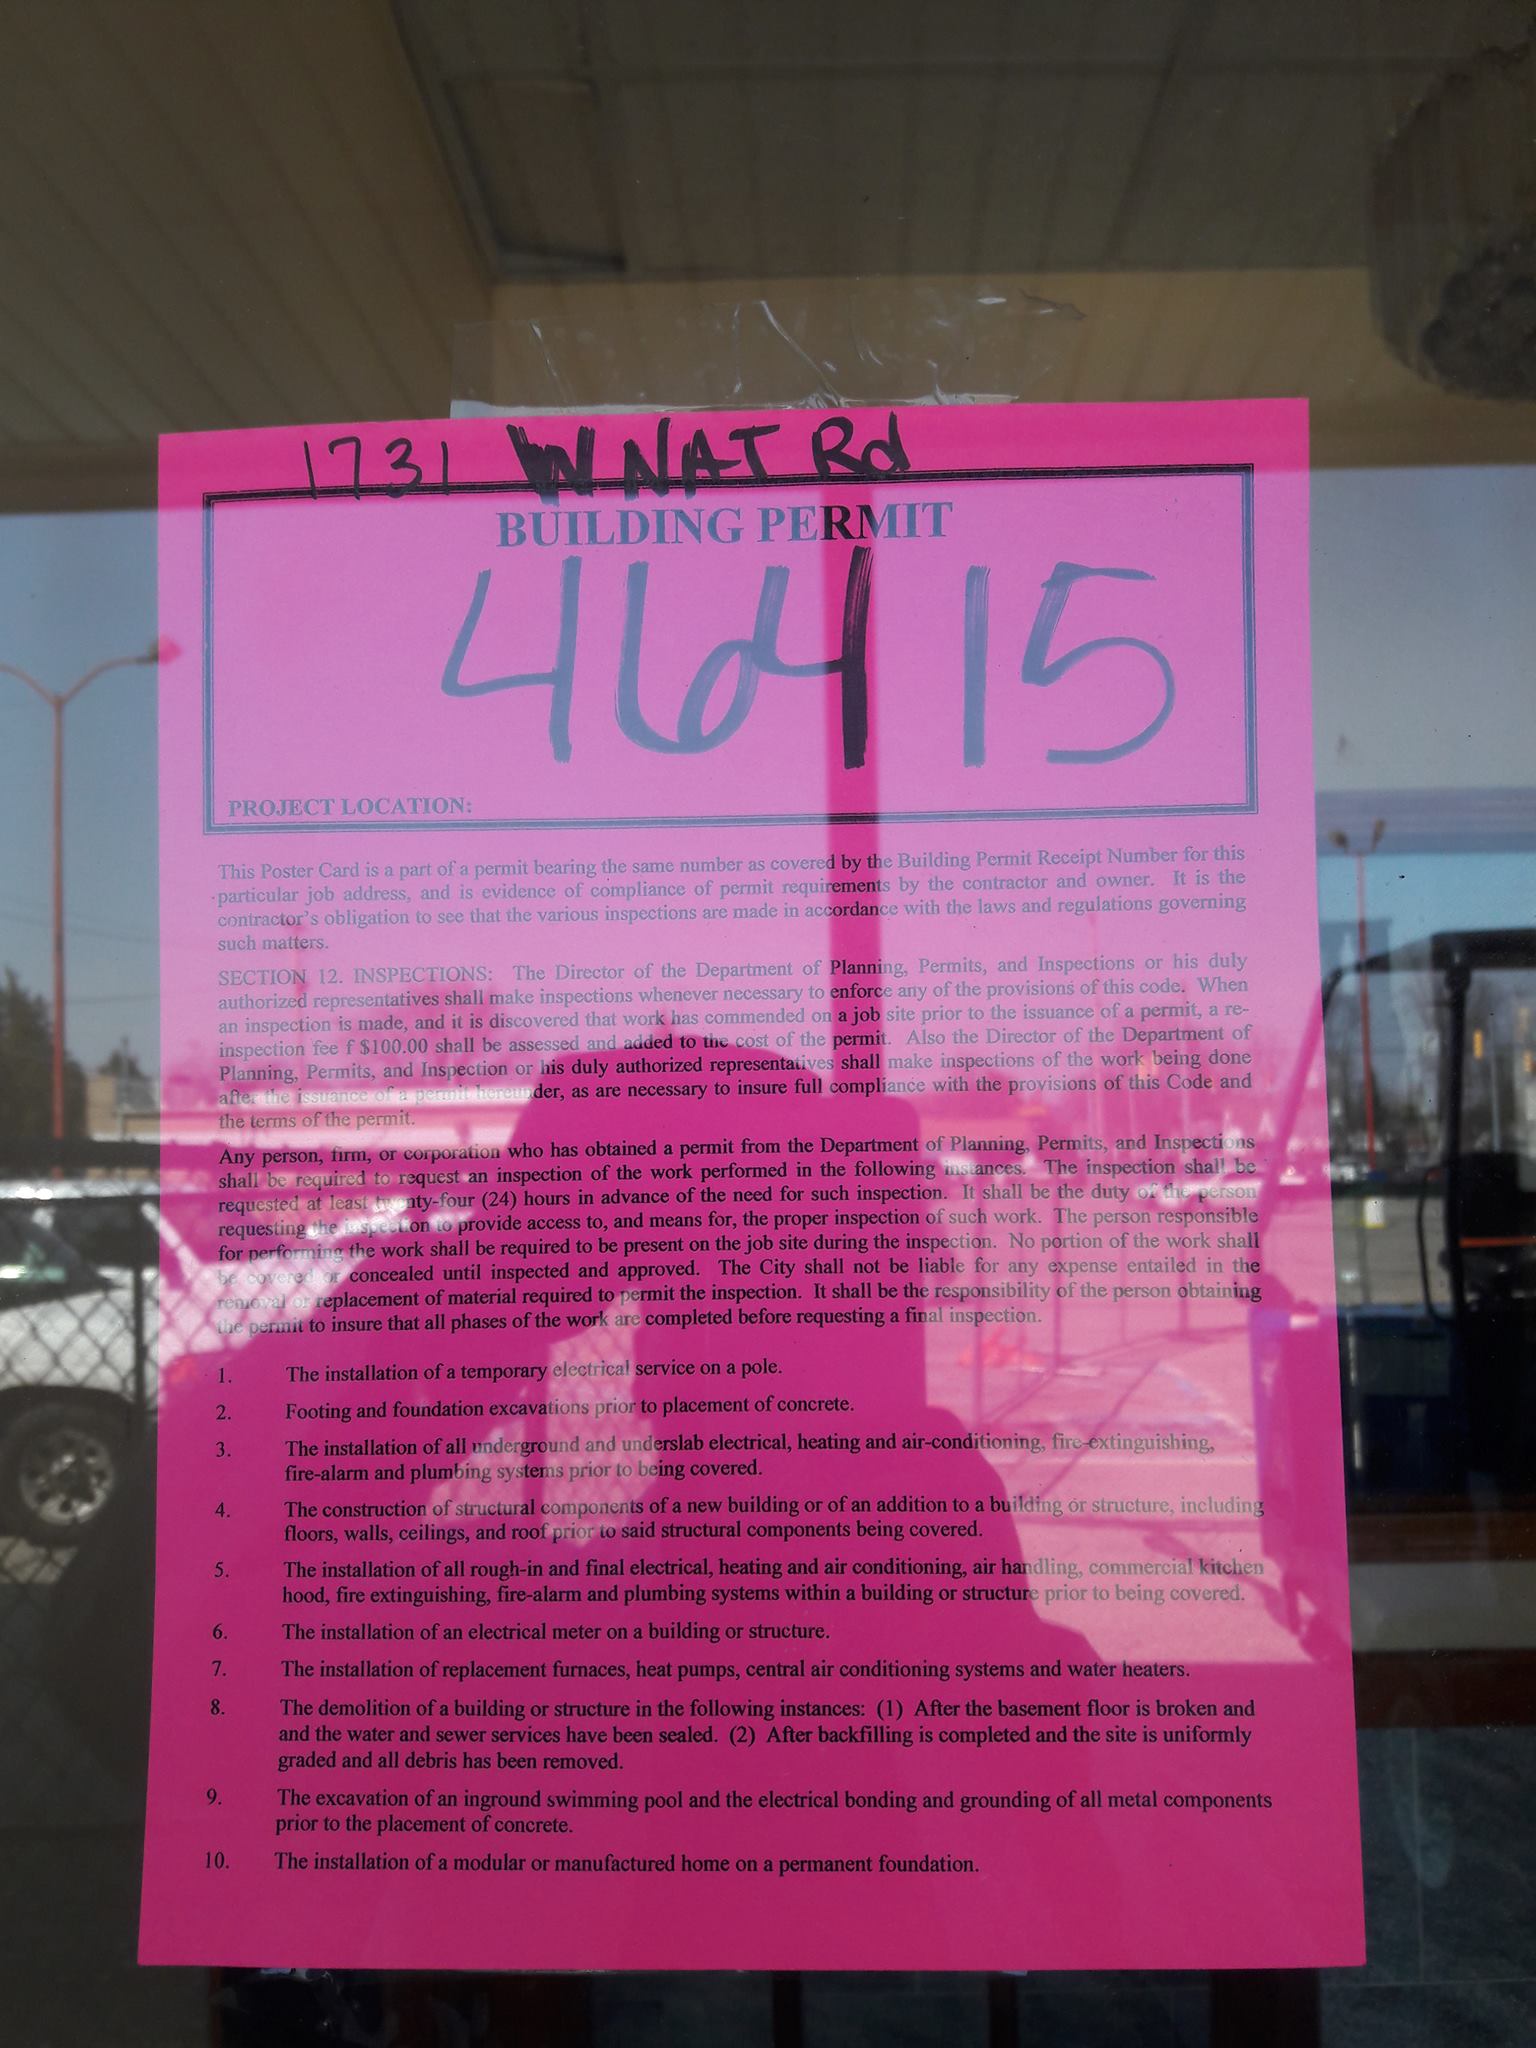 1731 W NAT Rd
BUILDING PERMIT
46415
PROJECT LOCATION:
This Poster Card is a part of a permit bearing the same number as covered by the Building Permit Receipt Number for this
particular job address, and is evidence of compliance of permit requirements by the contractor and owner. It is the
contractor's obligation to see that the various inspections are made in accordance with the laws and regulations governing
such matters.
SECTION 12. INSPECTIONS: The Director of the Department of Planning, Permits, and Inspections or his duly
authorized representatives shall make inspections whenever necessary to enforce any of the provisions of this code. When
an inspection is made, and it is discovered that work has commended on a job site prior to the issuance of a permit, a re-
inspection fee f $100.00 shall be assessed and added to the cost of the permit. Also the Director of the Department of
Planning, Permits, and Inspection or his duly authorized representatives shall make inspections of the work being done
after the issuance of a permit hereunder, as are necessary to insure full compliance with the provisions of this Code and
the terms of the permit.
Any person, firm, or corporation who has obtained a permit from the Department of Planning, Permits, and Inspections
shall be required to request an inspection of the work performed in the following instances. The inspection shall be
requested at least twenty-four (24) hours in advance of the need for such inspection. It shall be the duty of the person
requesting the inspection to provide access to, and means for, the proper inspection of such work. The person responsible
for performing the work shall be required to be present on the job site during the inspection. No portion of the work shall
be covered or concealed until inspected and approved. The City shall not be liable for any expense entailed in the
removal or replacement of material required to permit the inspection. It shall be the responsibility of the person obtaining
the permit to insure that all phases of the work are completed before requesting a final inspection.
1. The installation of a temporary electrical service on a pole.
2. Footing and foundation excavations prior to placement of concrete.
3. The installation of all underground and underslab electrical, heating and air-conditioning, fire-extinguishing,
fire-alarm and plumbing systems prior to being covered.
4. The construction of structural components of a new building or of an addition to a building or structure, including
floors, walls, ceilings, and roof prior to said structural components being covered.
5. The installation of all rough-in and final electrical, heating and air conditioning, air handling, commercial kitchen
hood, fire extinguishing, fire-alarm and plumbing systems within a building or structure prior to being covered.
6. The installation of an electrical meter on a building or structure.
7. The installation of replacement furnaces, heat pumps, central air conditioning systems and water heaters.
8. The demolition of a building or structure in the following instances: (1) After the basement floor is broken and
and the water and sewer services have been sealed. (2) After backfilling is completed and the site is uniformly
graded and all debris has been removed.
9. The excavation of an inground swimming pool and the electrical bonding and grounding of all metal components
prior to the placement of concrete.
10. The installation of a modular or manufactured home on a permanent foundation.